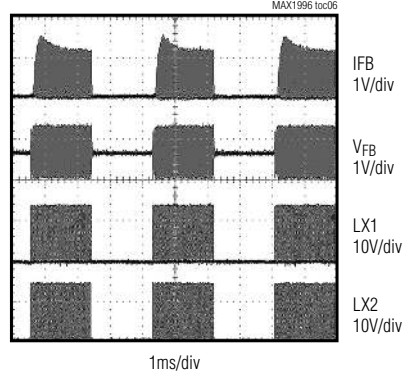 MAX1996 toc06
IFB
1V/div
VFB
1V/div
LX1
10V/div
LX2
10V/div
1ms/div